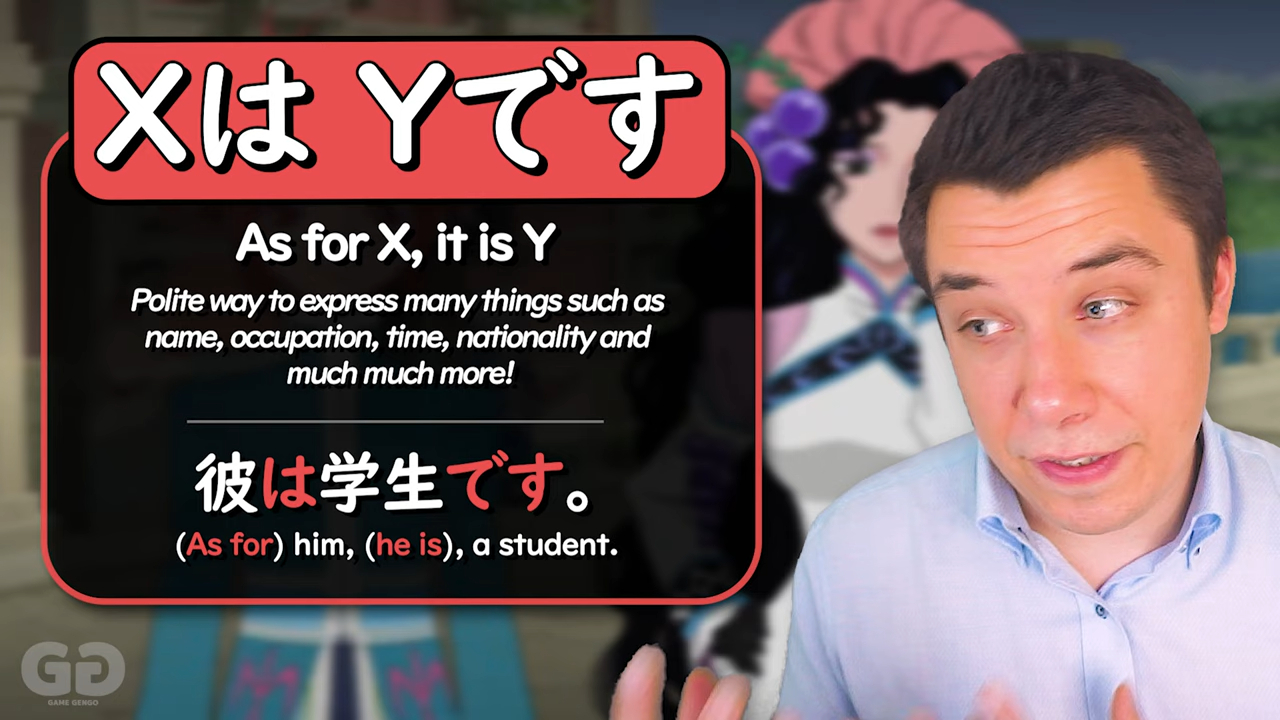 Xは Yです
As for X, it is Y
Polite way to express many things such as
name, occupation, time, nationality and
much much more!
彼は学生です。
(As for) him, (he is), a student.
GG
GAME GENGO